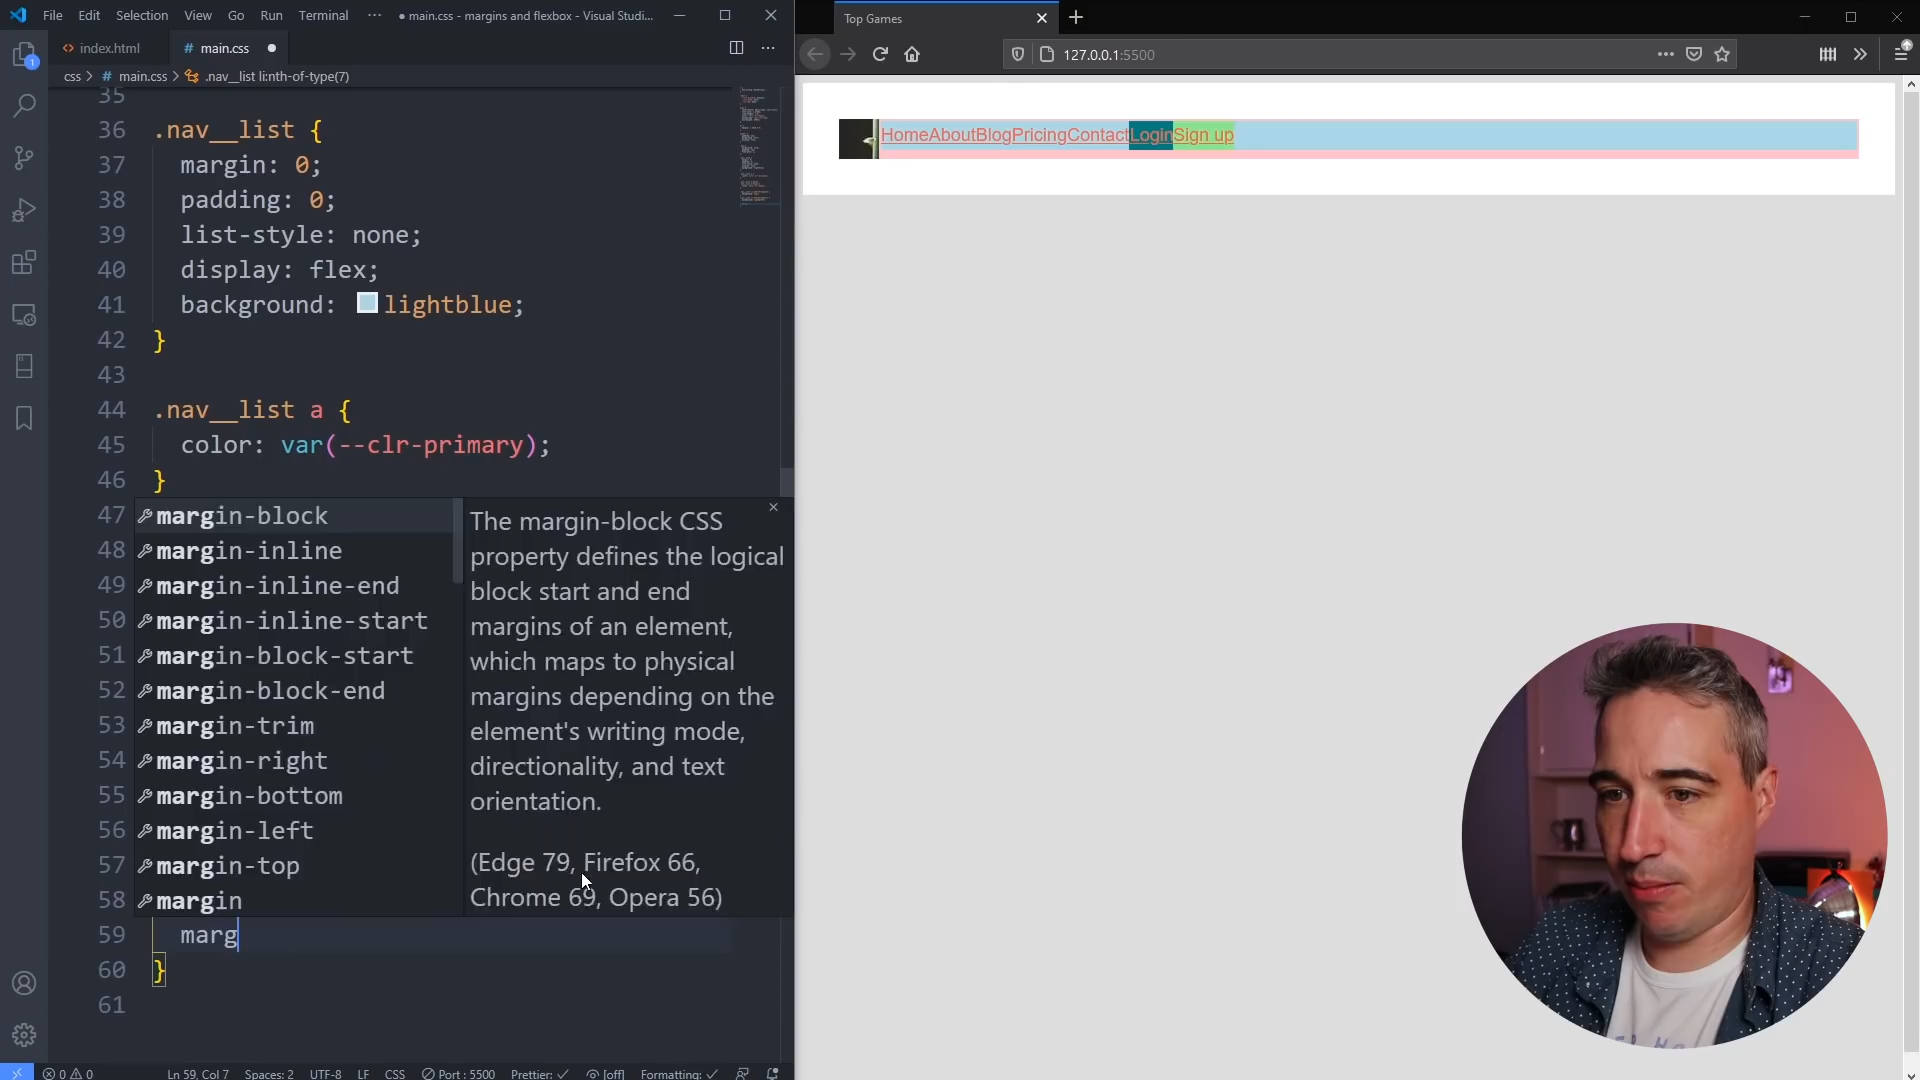 File Edit Selection View Go Run Terminal ··· ● main.css - margins and flexbox - Visual Studi...
index.html
# main.css ●
css > # main.css > .nav__list li:nth-of-type(7)
35
36 .nav__list {
37 margin: 0;
38 padding: 0;
39 list-style: none;
40 display: flex;
41 background: lightblue;
42 }
43
44 .nav__list a {
45 color: var(--clr-primary);
46 }
47 margin-block
48 margin-inline
49 margin-inline-end
50 margin-inline-start
51 margin-block-start
52 margin-block-end
53 margin-trim
54 margin-right
55 margin-bottom
56 margin-left
57 margin-top
58 margin
59 marg
60 }
61
The margin-block CSS
property defines the logical
block start and end
margins of an element,
which maps to physical
margins depending on the
element's writing mode,
directionality, and text
orientation.
(Edge 79, Firefox 66,
Chrome 69, Opera 56)
1
0 0
Ln 59, Col 7 Spaces: 2 UTF-8 LF CSS Port : 5500 Prettier: ✓ [off] Formatting: ✓
Top Games
127.0.0.1:5500
HomeAboutBlogPricingContactLoginSign up